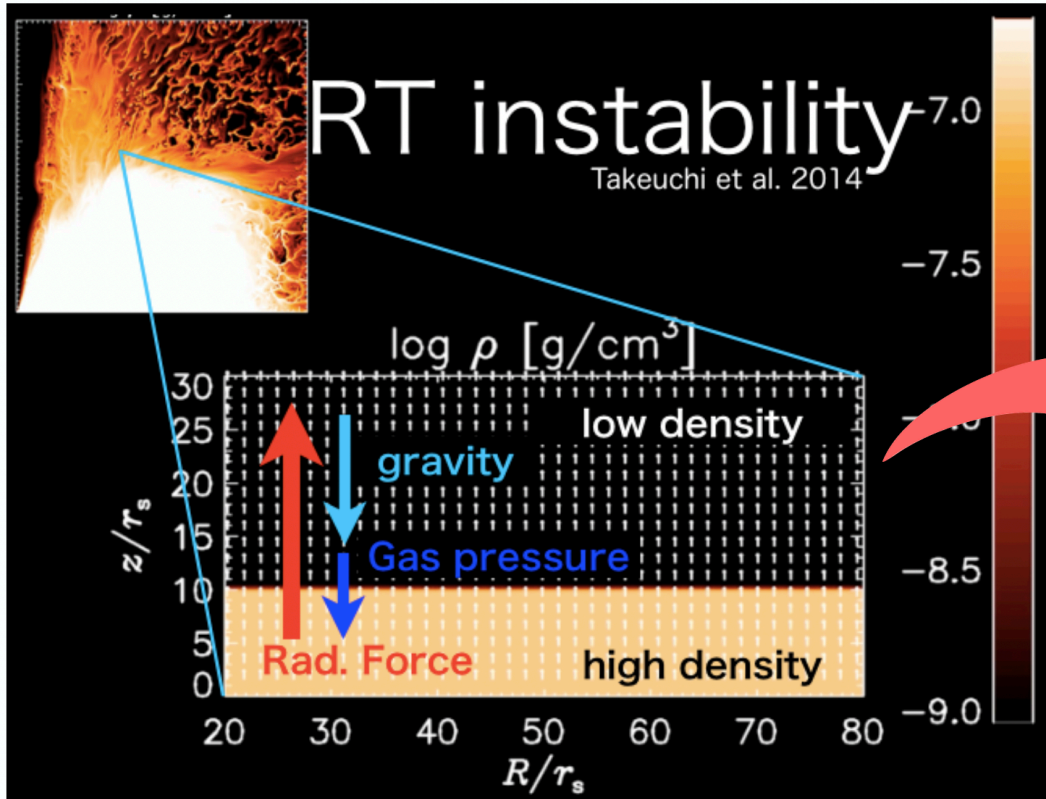 RT instability
Takeuchi et al. 2014
-7.0
-7.5
-8.5
-9.0
log ρ [g/cm³]
30
25
20
15
10
5
0
z/rₛ
low density
gravity
Gas pressure
Rad. Force
high density
20 30 40 50 60 70 80
R/rₛ